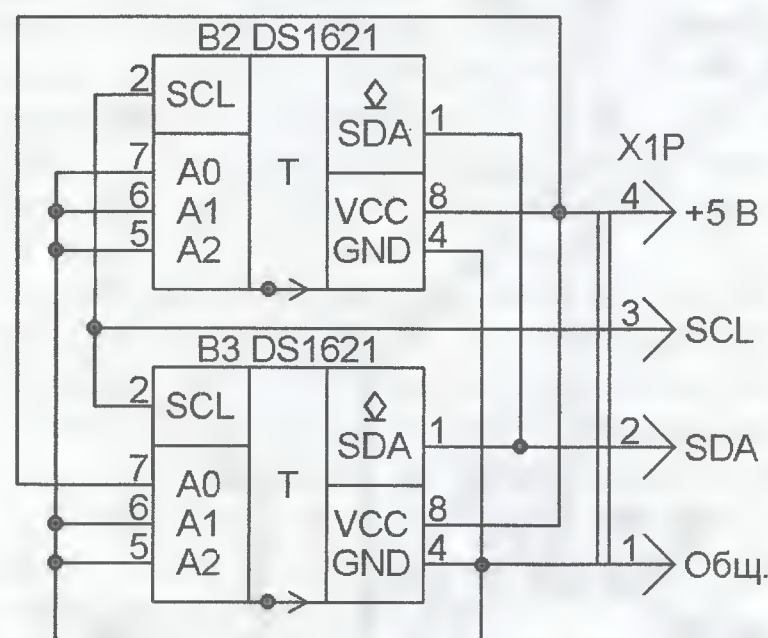 B2 DS1621
2 SCL
SDA 1
7 A0 T
6 A1 VCC 8
5 A2 GND 4
X1P
4 +5 В
3 SCL
2 SDA
1 Общ.
B3 DS1621
2 SCL
SDA 1
7 A0 T
6 A1 VCC 8
5 A2 GND 4